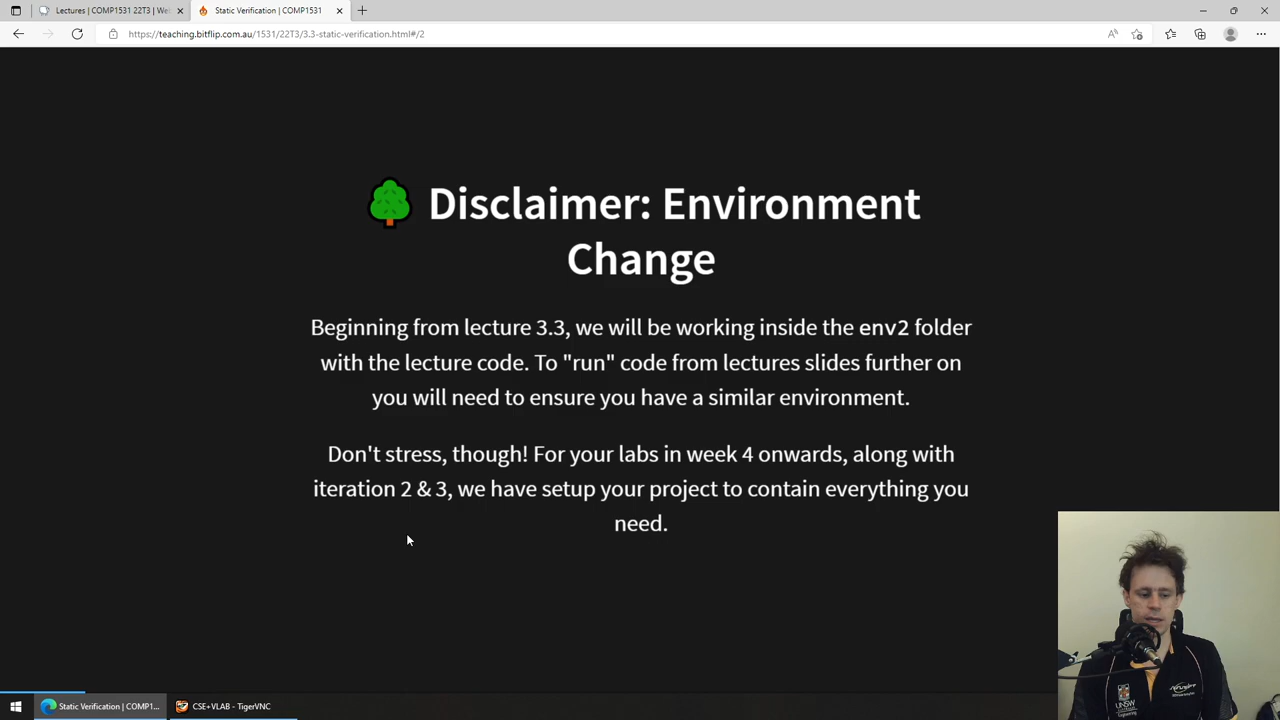 Lectures | COMP1531 22T3 | Wel
Static Verification | COMP1531
https://teaching.bitflip.com.au/1531/22T3/3.3-static-verification.html#/2
Disclaimer: Environment
Change
Beginning from lecture 3.3, we will be working inside the env2 folder
with the lecture code. To "run" code from lectures slides further on
you will need to ensure you have a similar environment.
Don't stress, though! For your labs in week 4 onwards, along with
iteration 2 & 3, we have setup your project to contain everything you
need.
UNSW
Static Verification | COMP1...
CSE+VLAB - TigerVNC